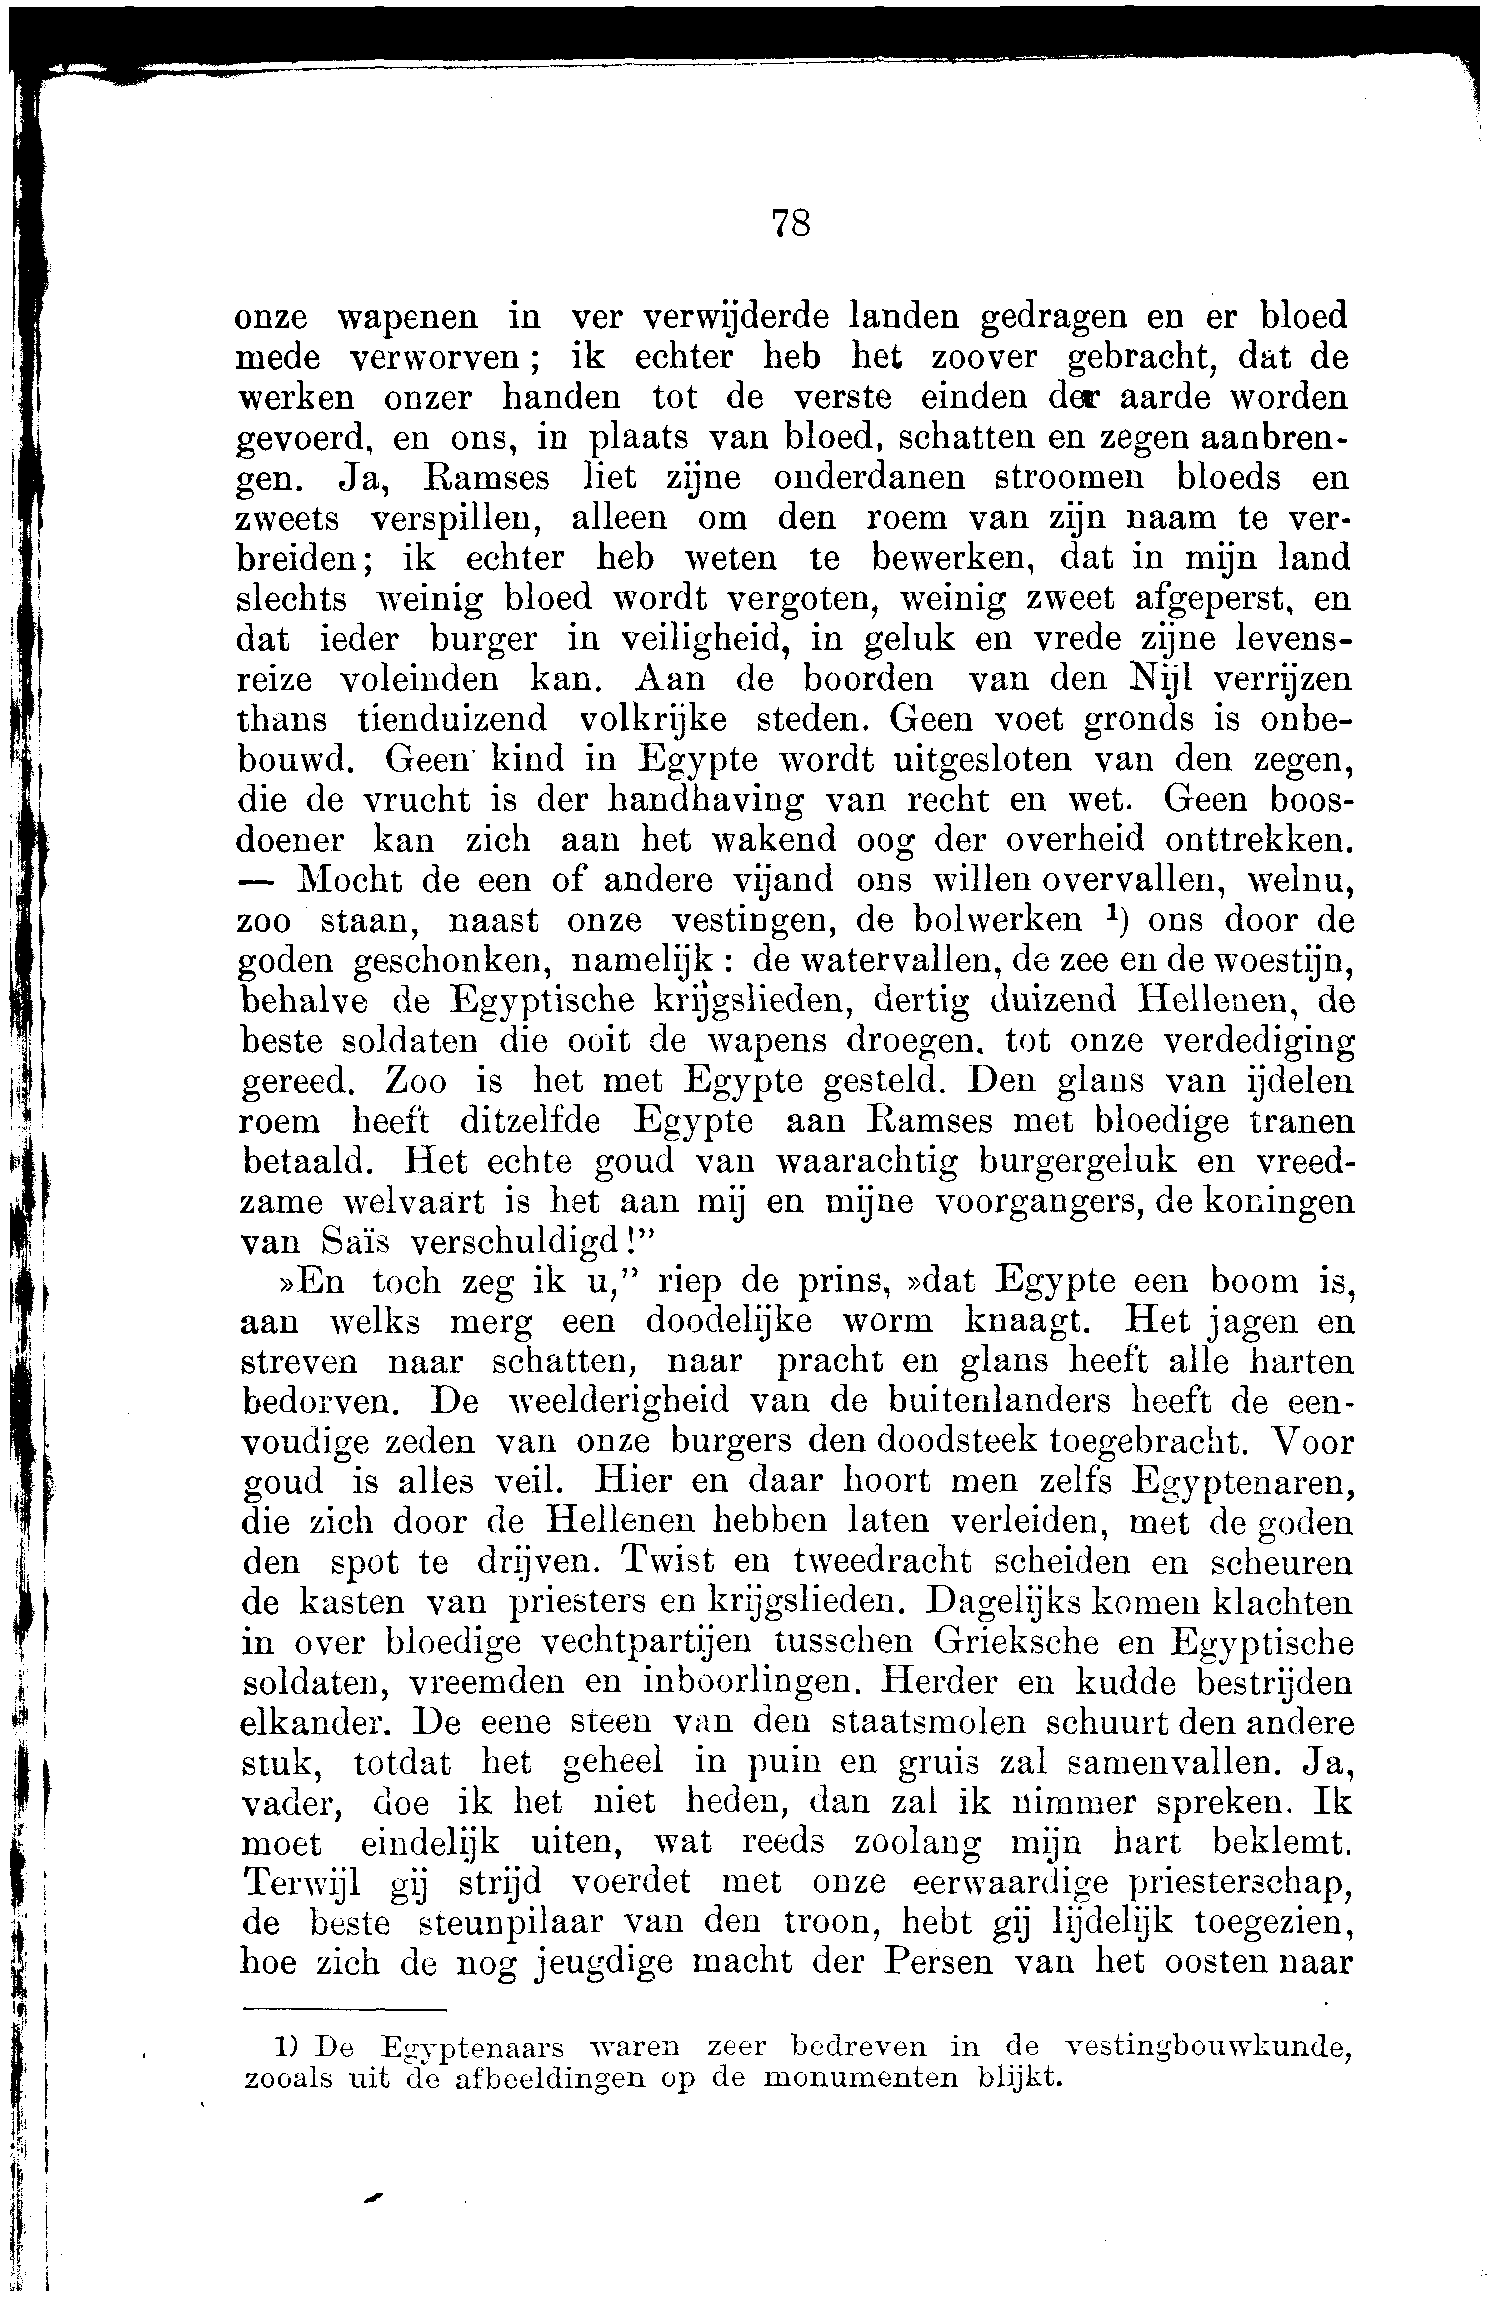 78
onze wapenen in ver verwijderde landen gedragen en er bloed
mede verworven; ik echter heb het zoover gebracht, dat de
werken onzer handen tot de verste einden der aarde worden
gevoerd, en ons, in plaats van bloed, schatten en zegen aanbren-
gen. Ja, Ramses liet zijne onderdanen stroomen bloeds en
zweets verspillen, alleen om den roem van zijn naam te ver-
breiden; ik echter heb weten te bewerken, dat in mijn land
slechts weinig bloed wordt vergoten, weinig zweet afgeperst, en
dat ieder burger in veiligheid, in geluk en vrede zijne levens-
reize voleinden kan. Aan de boorden van den Nijl verrijzen
thans tienduizend volkrijke steden. Geen voet gronds is onbe-
bouwd. Geen kind in Egypte wordt uitgesloten van den zegen,
die de vrucht is der handhaving van recht en wet. Geen boos-
doener kan zich aan het wakend oog der overheid onttrekken.
— Mocht de een of andere vijand ons willen overvallen, welnu,
zoo staan, naast onze vestingen, de bolwerken ¹) ons door de
goden geschonken, namelijk: de watervallen, de zee en de woestijn,
behalve de Egyptische krijgslieden, dertig duizend Hellenen, de
beste soldaten die ooit de wapens droegen. tot onze verdediging
gereed. Zoo is het met Egypte gesteld. Den glans van ijdelen
roem heeft ditzelfde Egypte aan Ramses met bloedige tranen
betaald. Het echte goud van waarachtig burgergeluk en vreed-
zame welvaart is het aan mij en mijne voorgangers, de koningen
van Saïs verschuldigd!”
»En toch zeg ik u,” riep de prins, »dat Egypte een boom is,
aan welks merg een doodelijke worm knaagt. Het jagen en
streven naar schatten, naar pracht en glans heeft alle harten
bedorven. De weelderigheid van de buitenlanders heeft de een-
voudige zeden van onze burgers den doodsteek toegebracht. Voor
goud is alles veil. Hier en daar hoort men zelfs Egyptenaren,
die zich door de Hellenen hebben laten verleiden, met de goden
den spot te drijven. Twist en tweedracht scheiden en scheuren
de kasten van priesters en krijgslieden. Dagelijks komen klachten
in over bloedige vechtpartijen tusschen Grieksche en Egyptische
soldaten, vreemden en inboorlingen. Herder en kudde bestrijden
elkander. De eene steen van den staatsmolen schuurt den andere
stuk, totdat het geheel in puin en gruis zal samenvallen. Ja,
vader, doe ik het niet heden, dan zal ik nimmer spreken. Ik
moet eindelijk uiten, wat reeds zoolang mijn hart beklemt.
Terwijl gij strijd voerdet met onze eerwaardige priesterschap,
de beste steunpilaar van den troon, hebt gij lijdelijk toegezien,
hoe zich de nog jeugdige macht der Persen van het oosten naar
1) De Egyptenaars waren zeer bedreven in de vestingbouwkunde,
zooals uit de afbeeldingen op de monumenten blijkt.